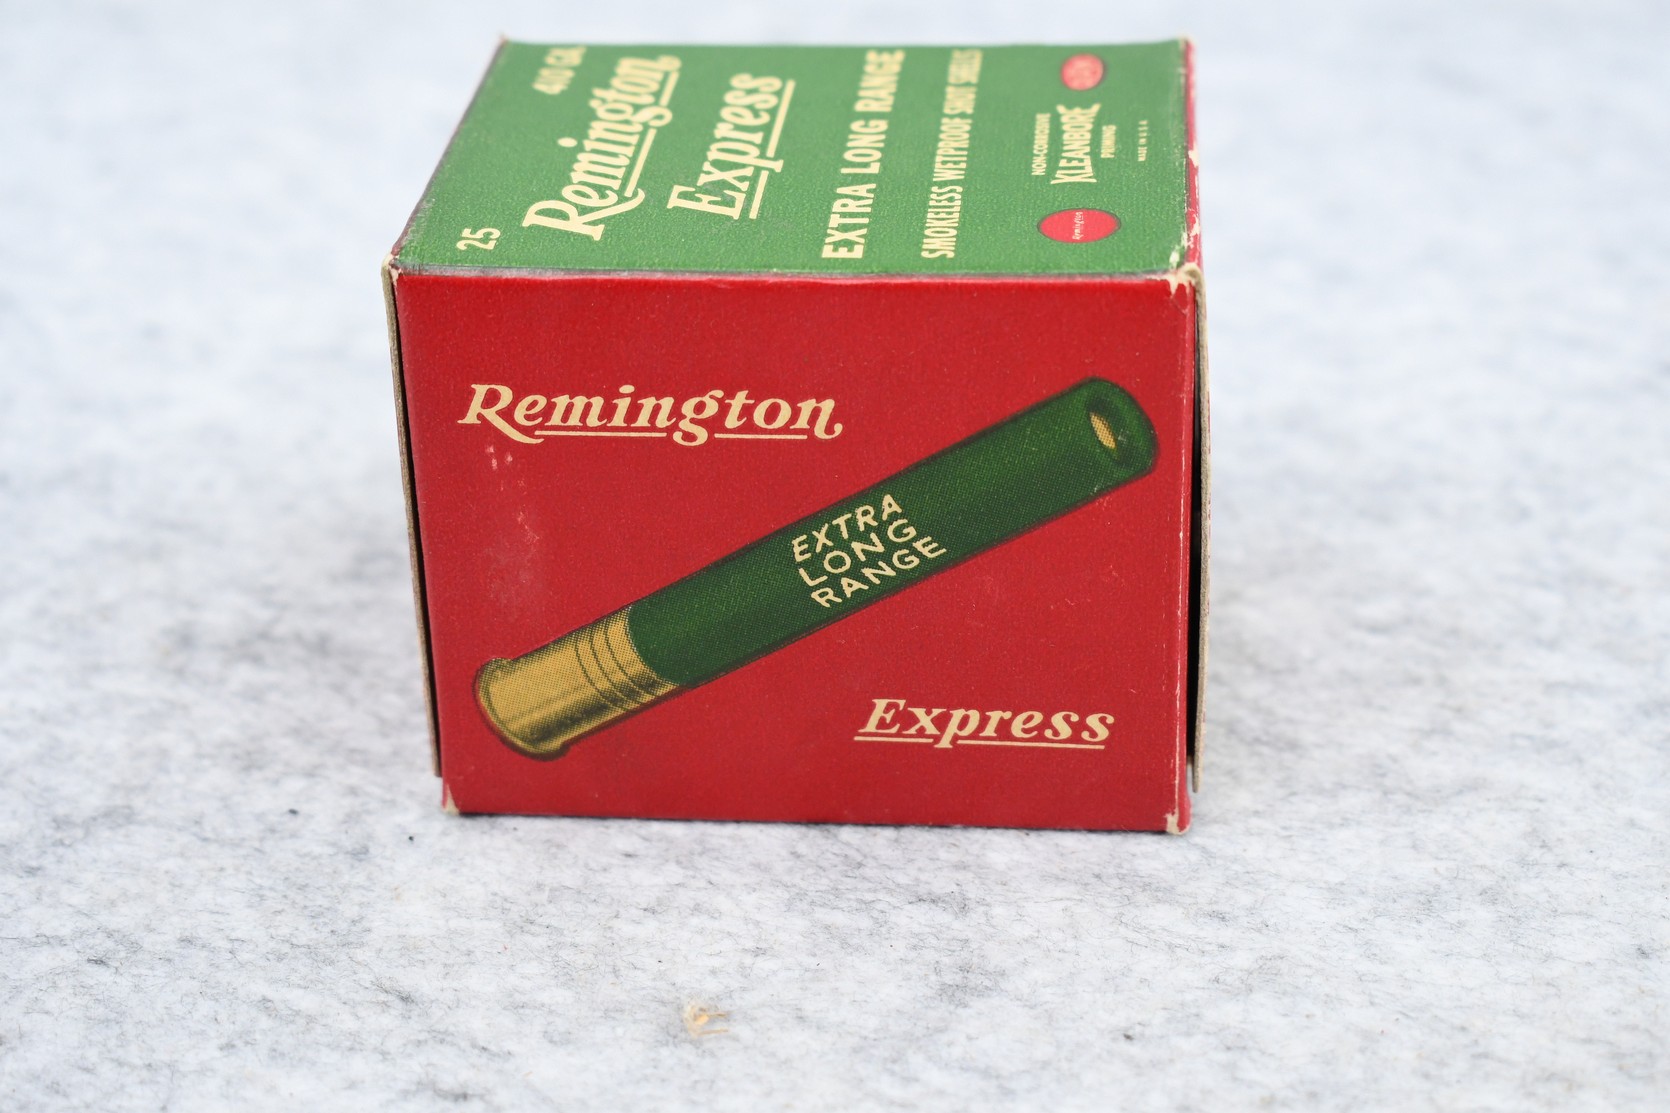 25 410 GA.
Remington
Express
EXTRA LONG RANGE
SMOKELESS WETPROOF SHOT SHELLS
NON-CORROSIVE
KLEANBORE
PRIMING
MADE IN U.S.A.
Remington
Remington
EXTRA
LONG
RANGE
Express